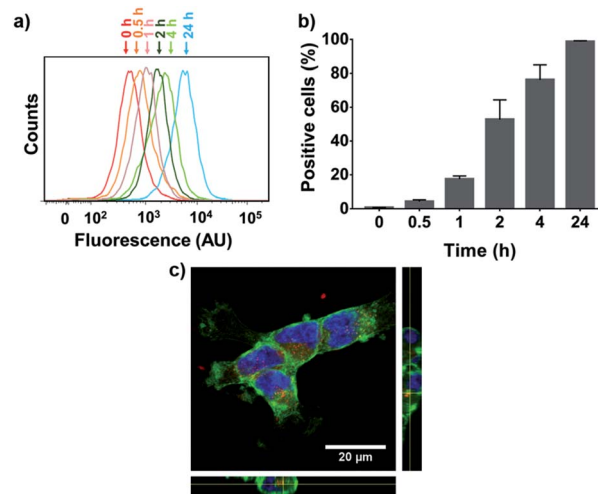 a)
0 h
0.5 h
1 h
2 h
4 h
24 h
Counts
0 10² 10³ 10⁴ 10⁵
Fluorescence (AU)
b)
Positive cells (%)
100
80
60
40
20
0
0 0.5 1 2 4 24
Time (h)
c)
20 µm